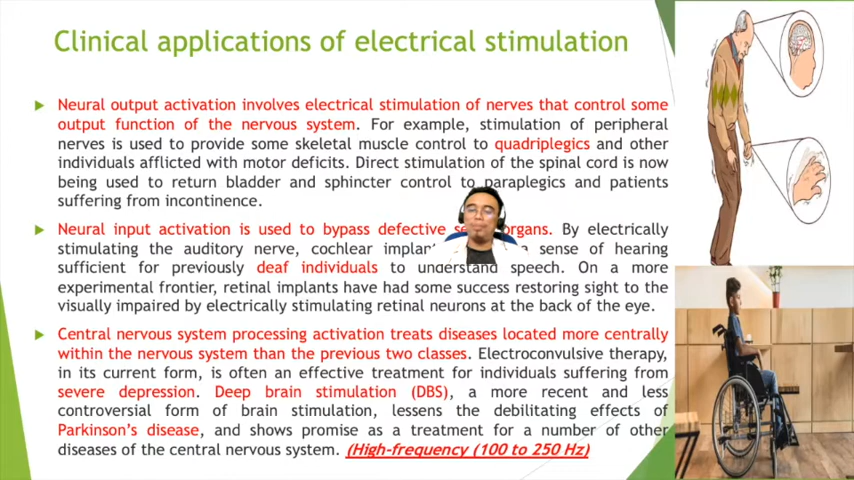 Clinical applications of electrical stimulation
Neural output activation involves electrical stimulation of nerves that control some
output function of the nervous system. For example, stimulation of peripheral
nerves is used to provide some skeletal muscle control to quadriplegics and other
individuals afflicted with motor deficits. Direct stimulation of the spinal cord is now
being used to return bladder and sphincter control to paraplegics and patients
suffering from incontinence.
Neural input activation is used to bypass defective organs. By electrically
stimulating the auditory nerve, cochlear a sense of hearing
sufficient for previously deaf individuals to understand speech. On a more
experimental frontier, retinal implants have had some success restoring sight to the
visually impaired by electrically stimulating retinal neurons at the back of the eye.
Central nervous system processing activation treats diseases located more centrally
within the nervous system than the previous two classes. Electroconvulsive therapy,
in its current form, is often an effective treatment for individuals suffering from
severe depression. Deep brain stimulation (DBS), a more recent and less
controversial form of brain stimulation, lessens the debilitating effects of
Parkinson's disease, and shows promise as a treatment for a number of other
diseases of the central nervous system. (High-frequency (100 to 250 Hz)